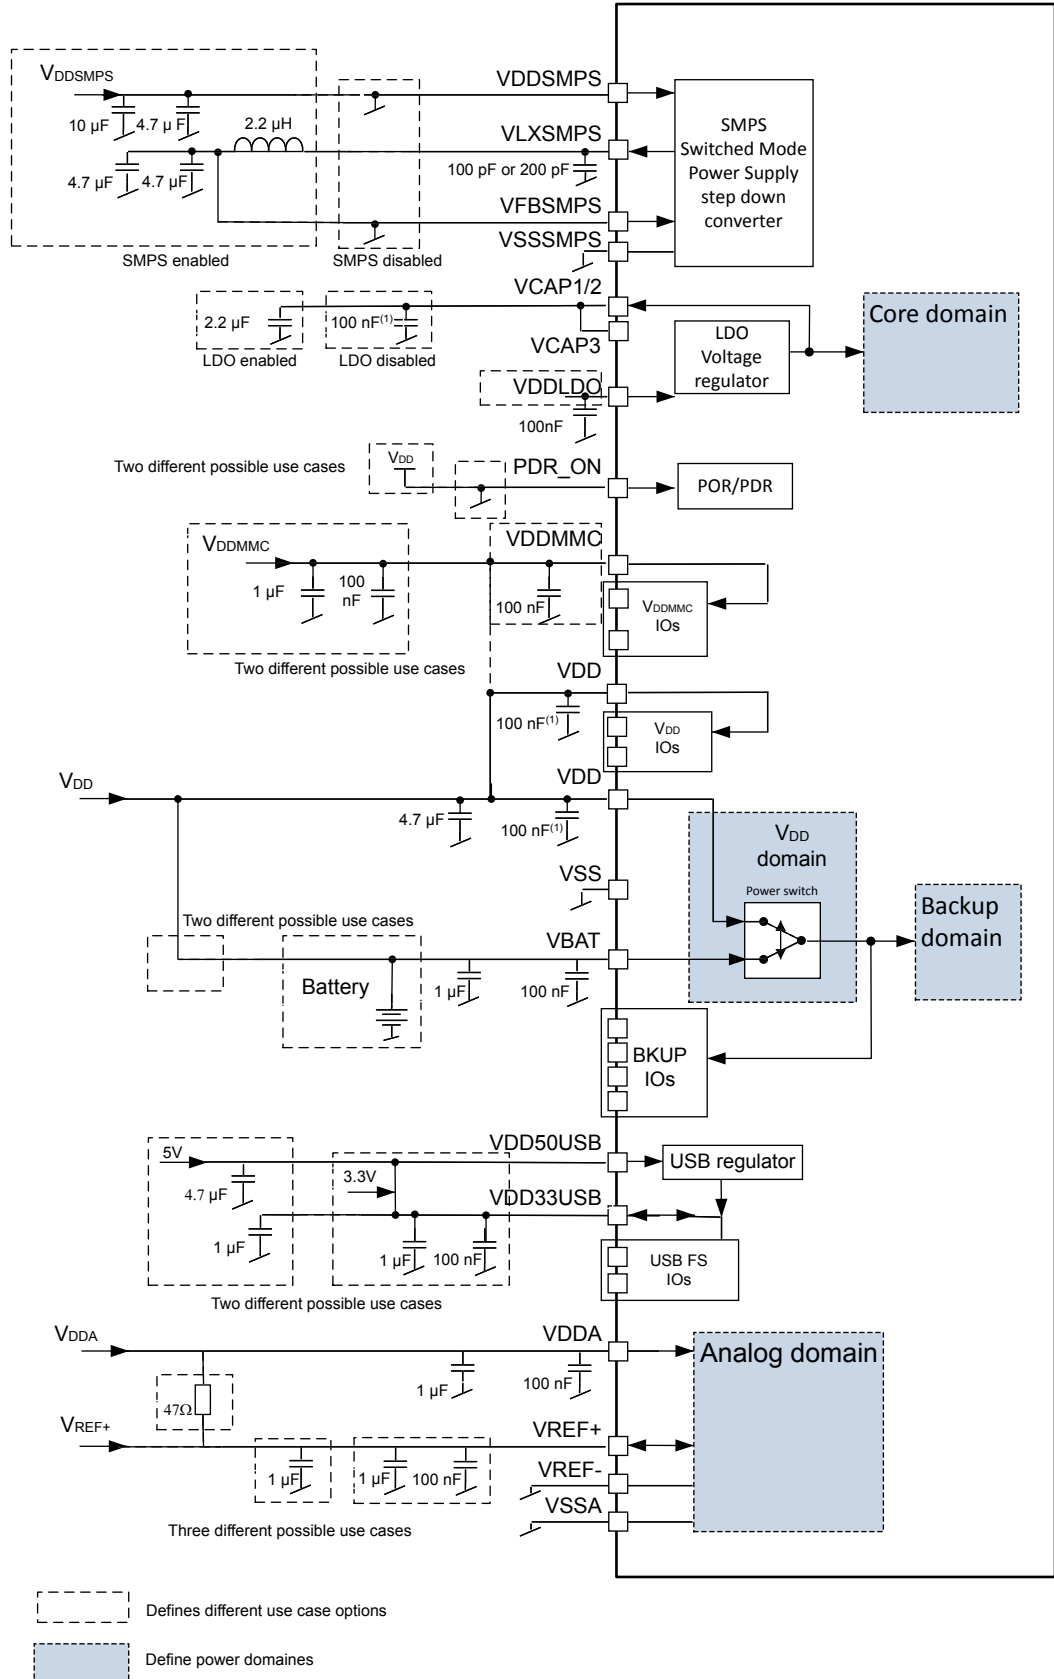 VDDSMPS
VDDSMPS
10 µF
4.7 µ F
2.2 µH
VLXSMPS
4.7 µF
4.7 µF
100 pF or 200 pF
SMPS
Switched Mode
Power Supply
step down
converter
VFBSMPS
VSSSMPS
SMPS enabled
SMPS disabled
VCAP1/2
2.2 µF
100 nF(1)
LDO enabled
LDO disabled
VCAP3
LDO
Voltage
regulator
Core domain
VDDLDO
100nF
Two different possible use cases
VDD
PDR_ON
POR/PDR
VDDMMC
VDDMMC
1 µF
100
nF
100 nF
VDDMMC
IOs
Two different possible use cases
VDD
100 nF(1)
VDD
IOs
VDD
VDD
4.7 µF
100 nF(1)
VDD
domain
Power switch
VSS
Backup
domain
Two different possible use cases
VBAT
Battery
1 µF
100 nF
BKUP
IOs
VDD50USB
5V
4.7 µF
3.3V
USB regulator
VDD33USB
1 µF
1 µF
100 nF
USB FS
IOs
Two different possible use cases
VDDA
VDDA
1 µF
100 nF
Analog domain
47Ω
VREF+
VREF+
1 µF
1 µF
100 nF
VREF-
VSSA
Three different possible use cases
Defines different use case options
Define power domaines